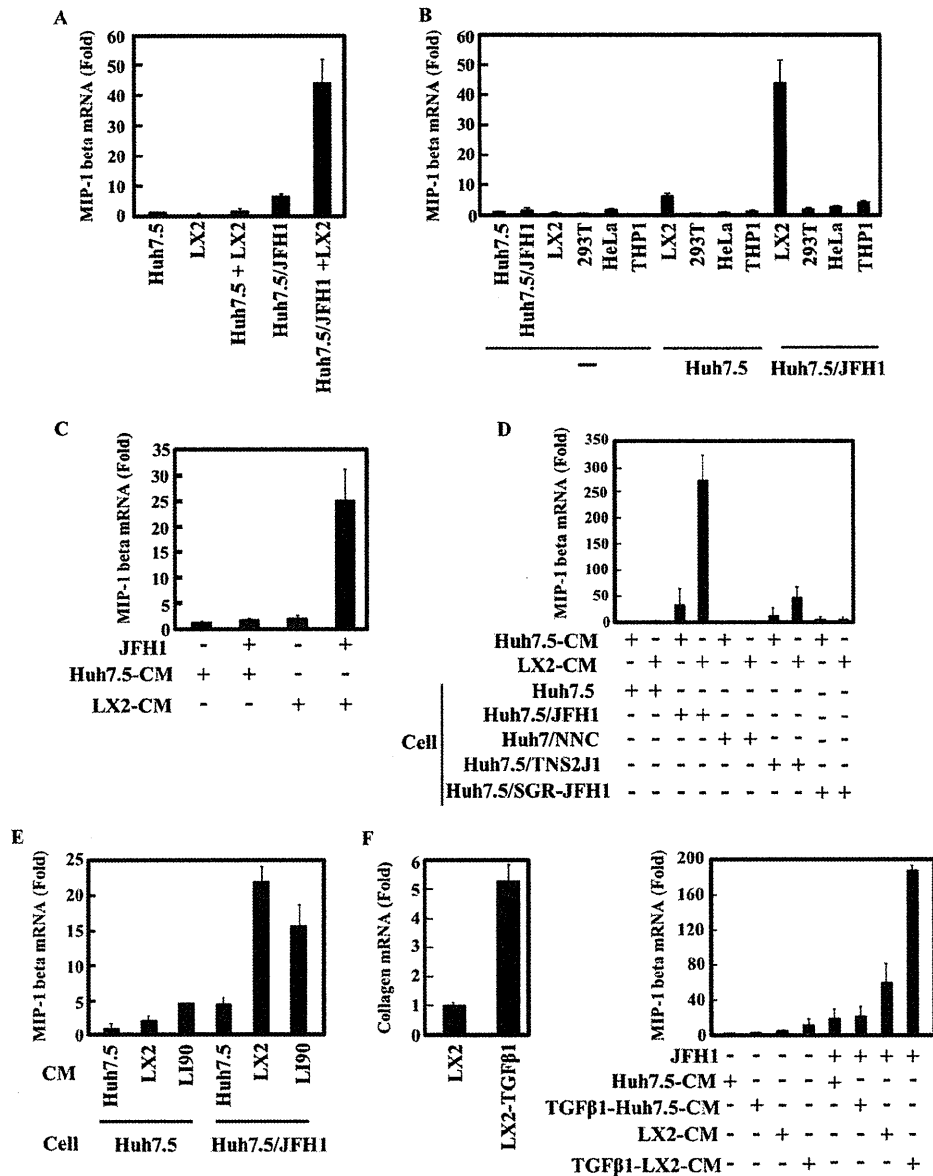 A
MIP-1 beta mRNA (Fold)
60
50
40
30
20
10
0
Huh7.5
LX2
Huh7.5 + LX2
Huh7.5/JFH1
Huh7.5/JFH1 +LX2
B
MIP-1 beta mRNA (Fold)
60
50
40
30
20
10
0
Huh7.5
Huh7.5/JFH1
LX2
293T
HeLa
THP1
LX2
293T
HeLa
THP1
LX2
293T
HeLa
THP1
– Huh7.5 Huh7.5/JFH1
C
MIP-1 beta mRNA (Fold)
35
30
25
20
15
10
5
0
JFH1 - + - +
Huh7.5-CM + + - -
LX2-CM - - + +
D
MIP-1 beta mRNA (Fold)
350
300
250
200
150
100
50
0
Huh7.5-CM + - + - + - + - + -
LX2-CM - + - + - + - + - +
Cell
Huh7.5 + + - - - - - - - -
Huh7.5/JFH1 - - + + - - - - - -
Huh7/NNC - - - - + + - - - -
Huh7.5/TNS2J1 - - - - - - + + - -
Huh7.5/SGR-JFH1 - - - - - - - - + +
E
MIP-1 beta mRNA (Fold)
25
20
15
10
5
0
CM
Huh7.5
LX2
LI90
Huh7.5
LX2
LI90
Cell Huh7.5 Huh7.5/JFH1
F
Collagen mRNA (Fold)
6
5
4
3
2
1
0
LX2
LX2-TGFβ1
MIP-1 beta mRNA (Fold)
200
160
120
80
40
0
JFH1 - - - - + + + +
Huh7.5-CM + - - - + - - -
TGFβ1-Huh7.5-CM - + - - - + - -
LX2-CM - - + - - - + -
TGFβ1-LX2-CM - - - + - - - +